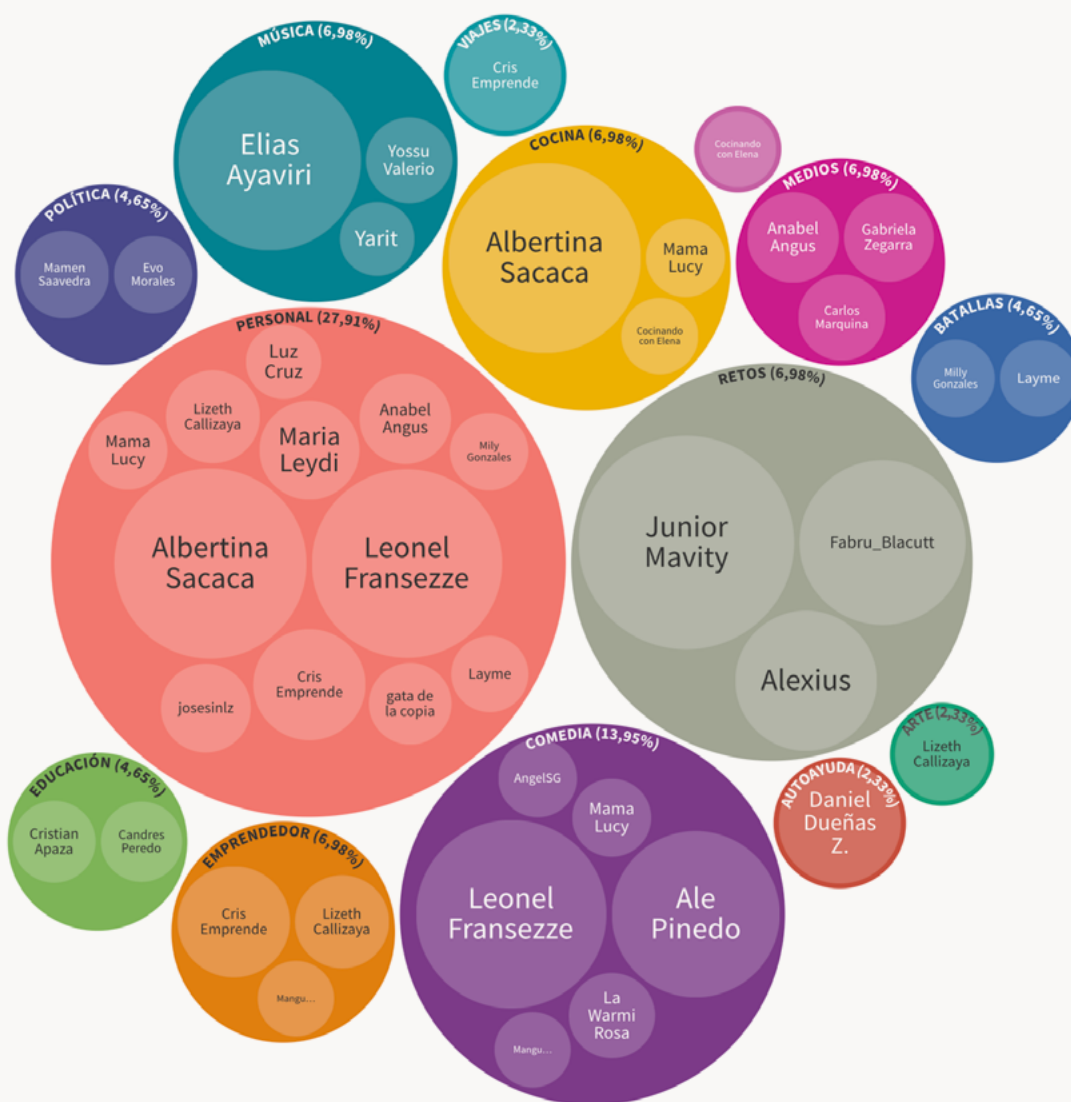 MÚSICA (6,98%)
Elias
Ayaviri
Yossu
Valerio
Yarit
VIAJES (2,33%)
Cris
Emprende
COCINA (6,98%)
Albertina
Sacaca
Mama
Lucy
Cocinando
con Elena
Cocinando
con Elena
MEDIOS (6,98%)
Anabel
Angus
Gabriela
Zegarra
Carlos
Marquina
POLÍTICA (4,65%)
Mamen
Saavedra
Evo
Morales
BATALLAS (4,65%)
Milly
Gonzales
Layme
PERSONAL (27,91%)
Luz
Cruz
Lizeth
Callizaya
Anabel
Angus
Mama
Lucy
Maria
Leydi
Mily
Gonzales
Albertina
Sacaca
Leonel
Fransezze
josesinlz
Cris
Emprende
gata de
la copia
Layme
RETOS (6,98%)
Junior
Mavity
Fabru_Blacutt
Alexius
ARTE (2,33%)
Lizeth
Callizaya
AUTOAYUDA (2,33%)
Daniel
Dueñas
Z.
COMEDIA (13,95%)
AngelSG
Mama
Lucy
Leonel
Fransezze
Ale
Pinedo
La
Warmi
Rosa
Mangu...
EDUCACIÓN (4,65%)
Cristian
Apaza
Candres
Peredo
EMPRENDEDOR (6,98%)
Cris
Emprende
Lizeth
Callizaya
Mangu...